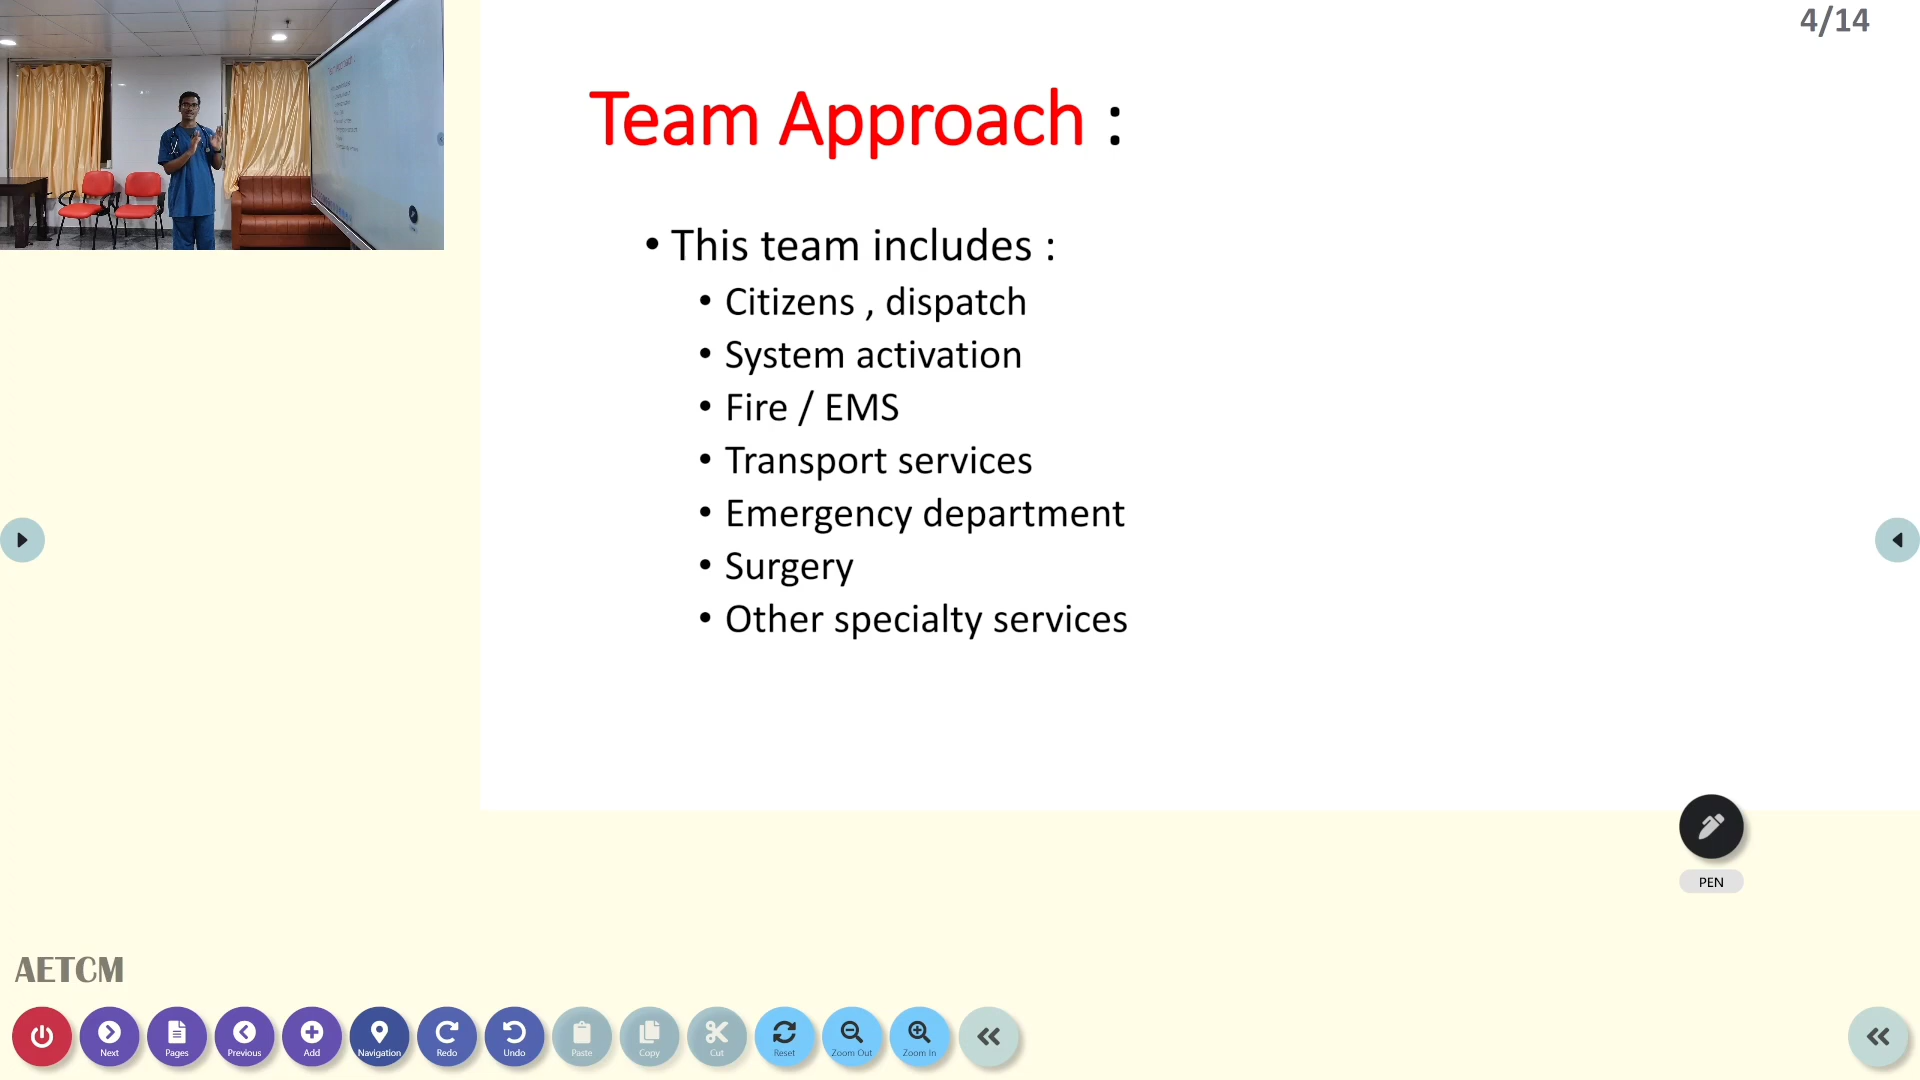 4/14
Team Approach :
• This team includes :
• Citizens , dispatch
• System activation
• Fire / EMS
• Transport services
• Emergency department
• Surgery
• Other specialty services
PEN
AETCM
Next
Pages
Previous
Add
Navigation
Redo
Undo
Paste
Copy
Cut
Reset
Zoom Out
Zoom In